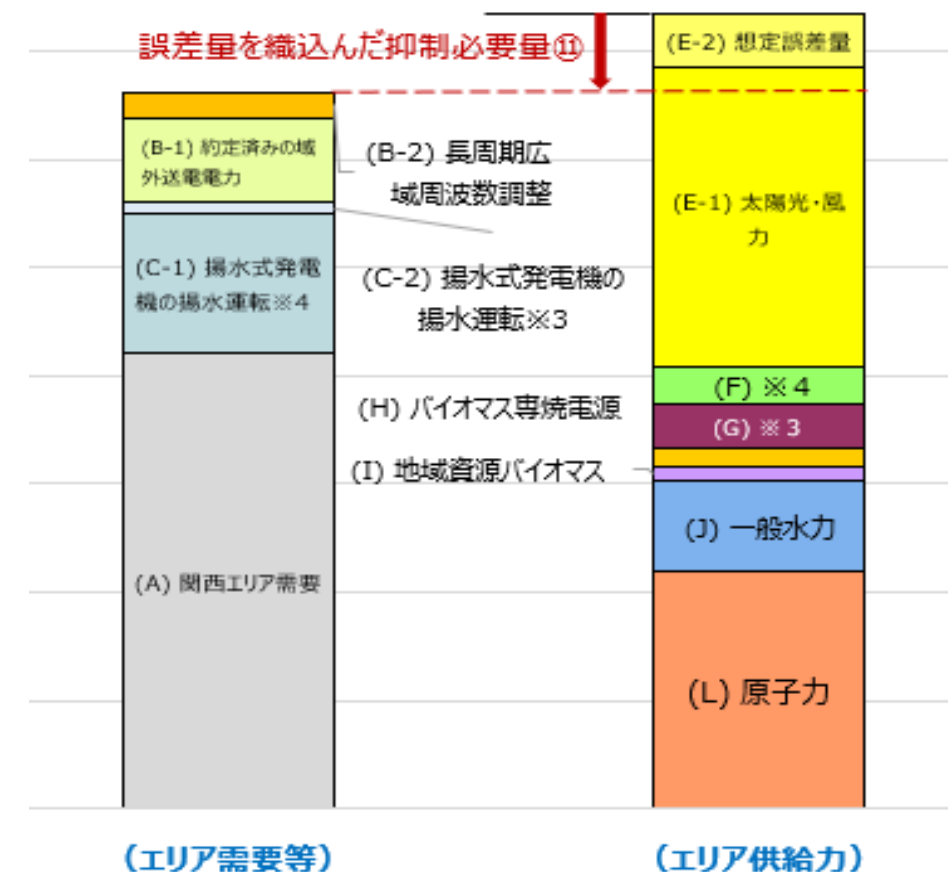 誤差量を織込んだ抑制必要量⑪
(B-1) 約定済みの域
外送電電力
(C-1) 揚水式発電
機の揚水運転※4
(A) 関西エリア需要
(B-2) 長周期広
域周波数調整
(C-2) 揚水式発電機の
揚水運転※3
(H) バイオマス専焼電源
(I) 地域資源バイオマス
(E-2) 想定誤差量
(E-1) 太陽光・風
力
(F) ※4
(G) ※3
(J) 一般水力
(L) 原子力
(エリア需要等)
(エリア供給力)